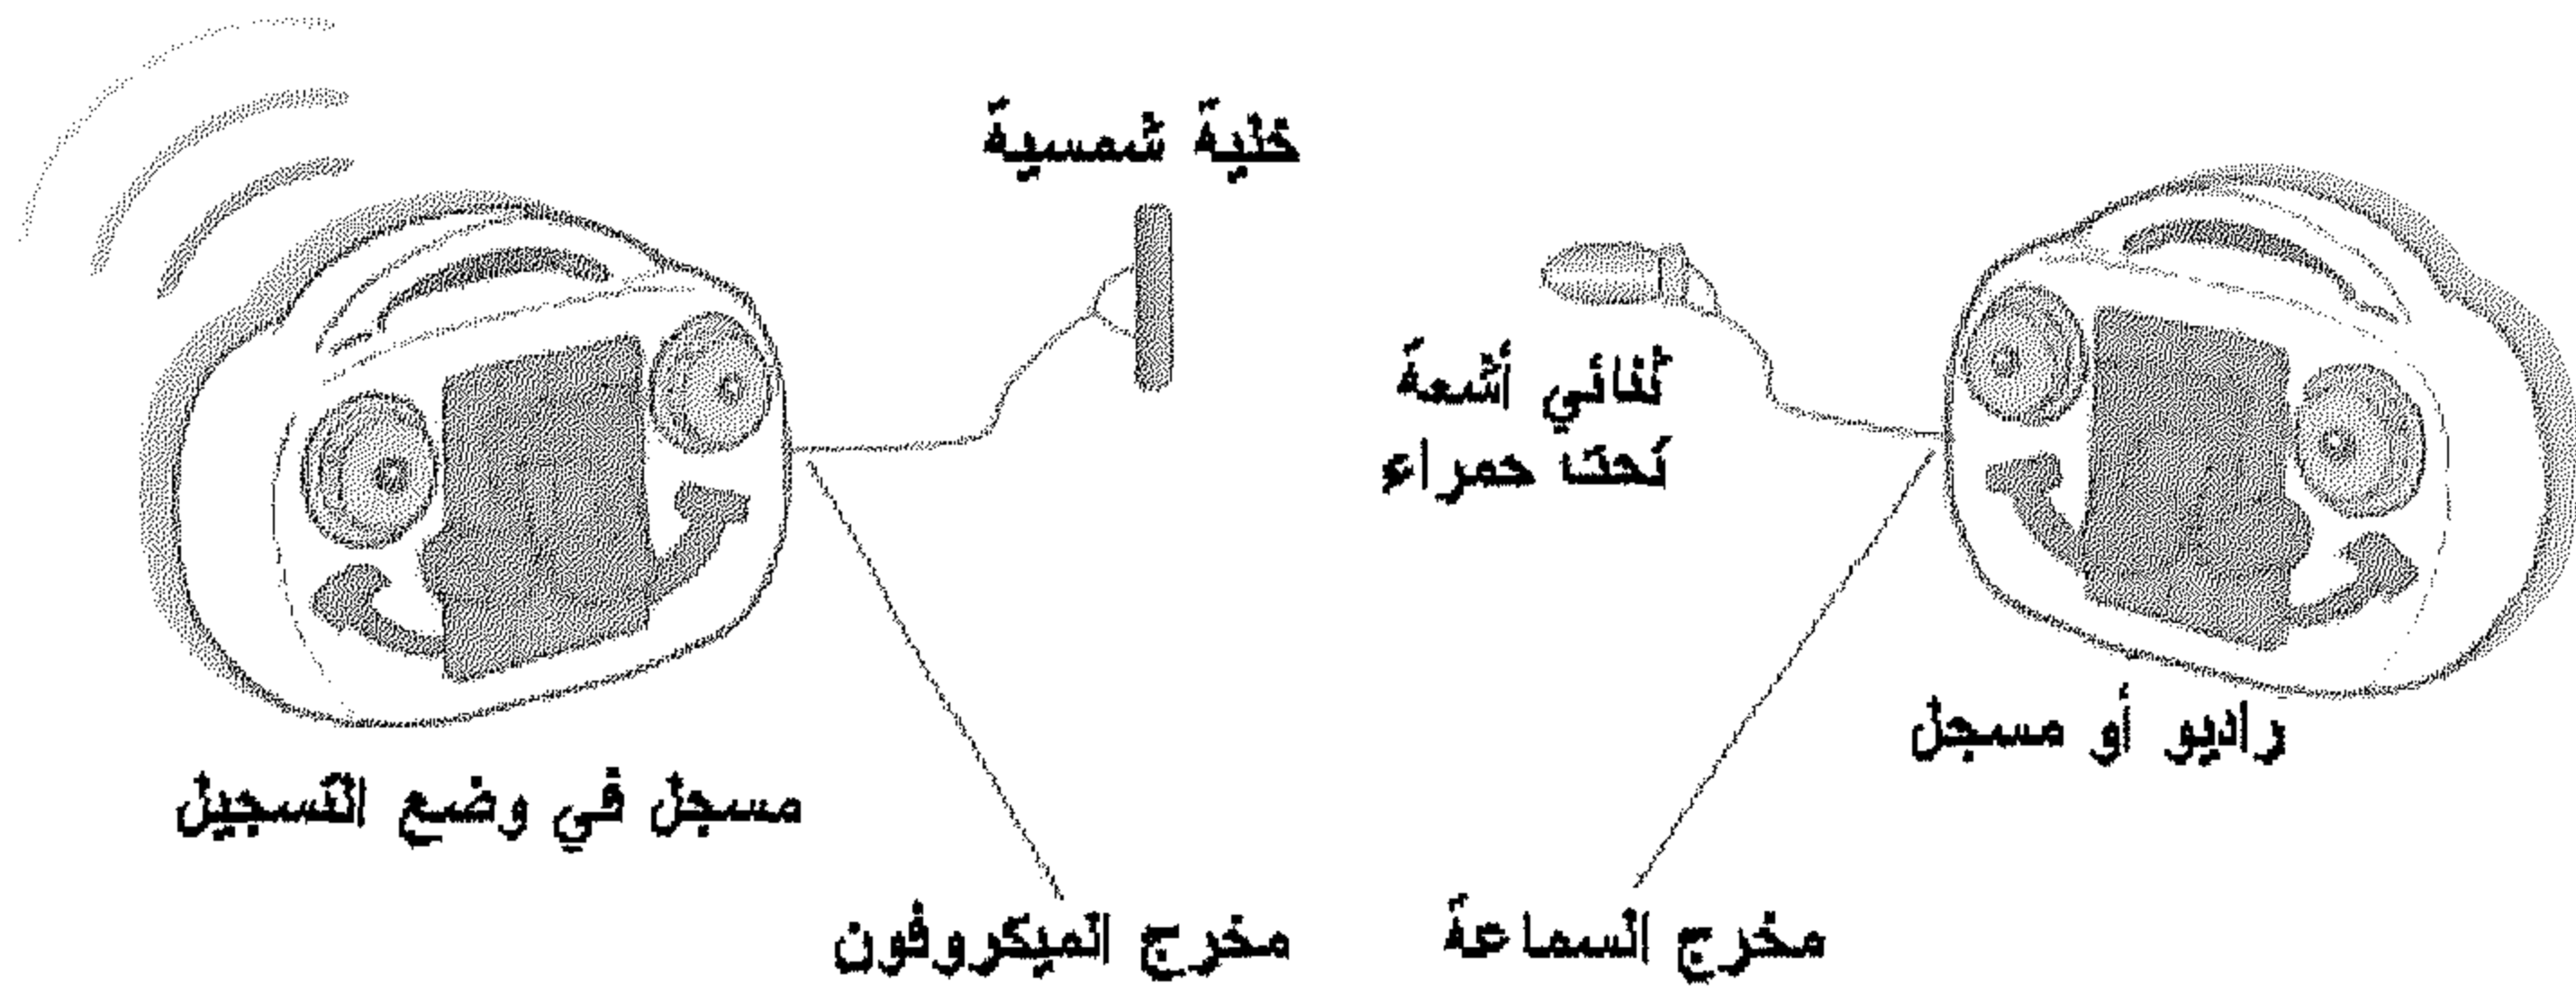 خلية شمسية
ثنائي أشعة
تحت حمراء
راديو أو مسجل
مسجل في وضع التسجيل
مخرج السماعة
مخرج الميكروفون